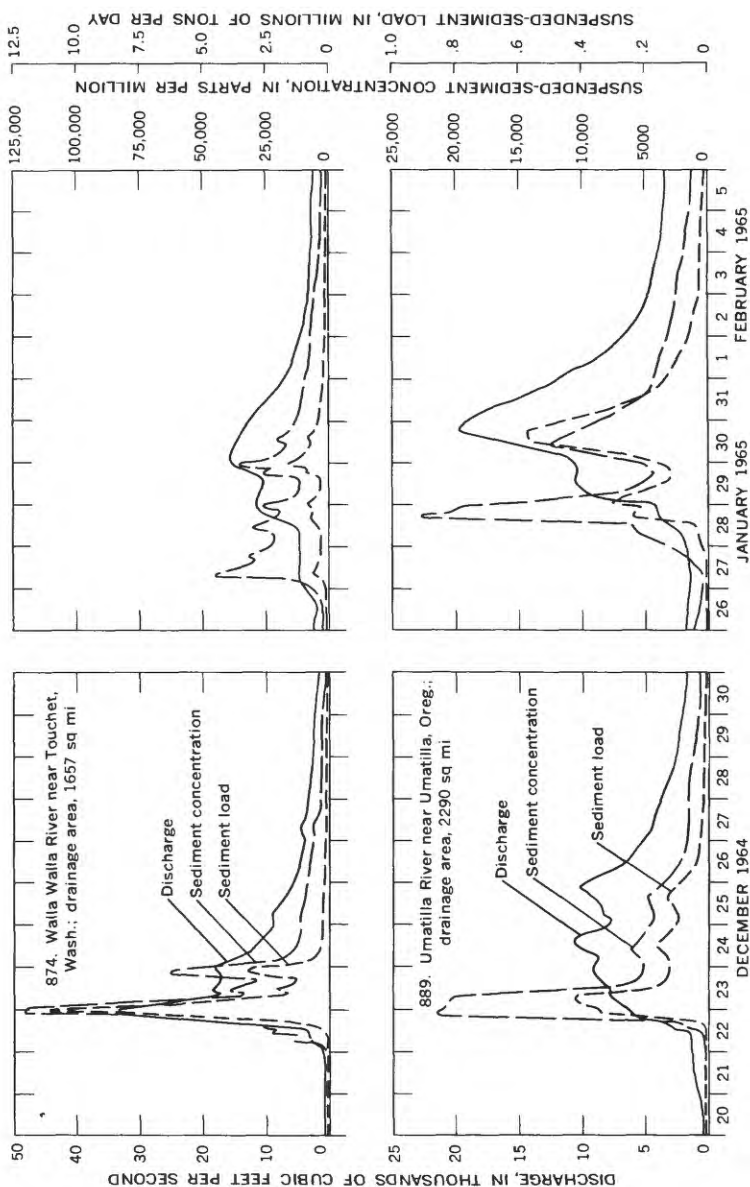 DISCHARGE, IN THOUSANDS OF CUBIC FEET PER SECOND
50
40
30
20
10
0
874. Walla Walla River near Touchet,
Wash.; drainage area, 1657 sq mi
Discharge
Sediment concentration
Sediment load
125,000
100,000
75,000
50,000
25,000
0
12.5
10.0
7.5
5.0
2.5
0
25
20
15
10
5
0
889. Umatilla River near Umatilla, Oreg.;
drainage area, 2290 sq mi
Discharge
Sediment concentration
Sediment load
25,000
20,000
15,000
10,000
5000
0
1.0
.8
.6
.4
.2
0
SUSPENDED-SEDIMENT CONCENTRATION, IN PARTS PER MILLION
SUSPENDED-SEDIMENT LOAD, IN MILLIONS OF TONS PER DAY
20 21 22 23 24 25 26 27 28 29 30
DECEMBER 1964
26 27 28 29 30 31 1 2 3 4 5
JANUARY 1965 FEBRUARY 1965